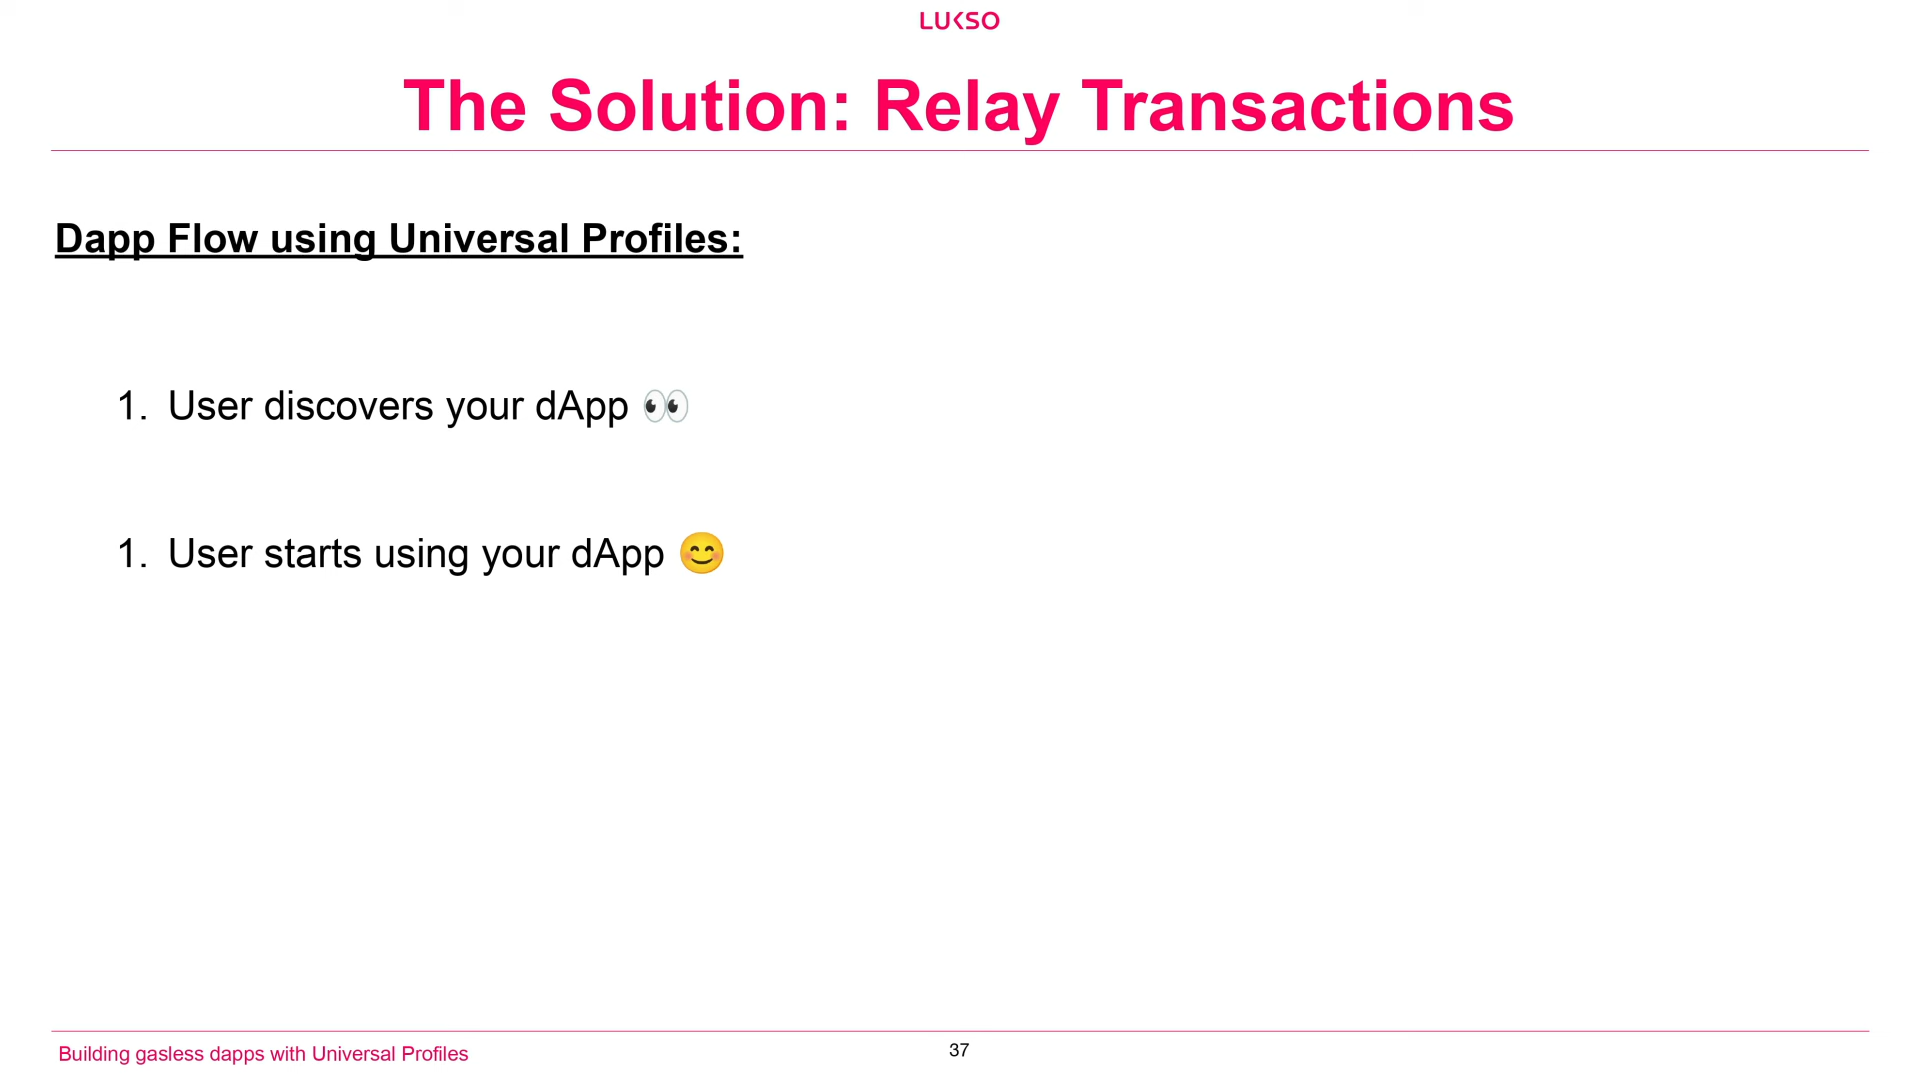 LUKSO
The Solution: Relay Transactions
Dapp Flow using Universal Profiles:
1. User discovers your dApp 👀
1. User starts using your dApp 😊
Building gasless dapps with Universal Profiles
37